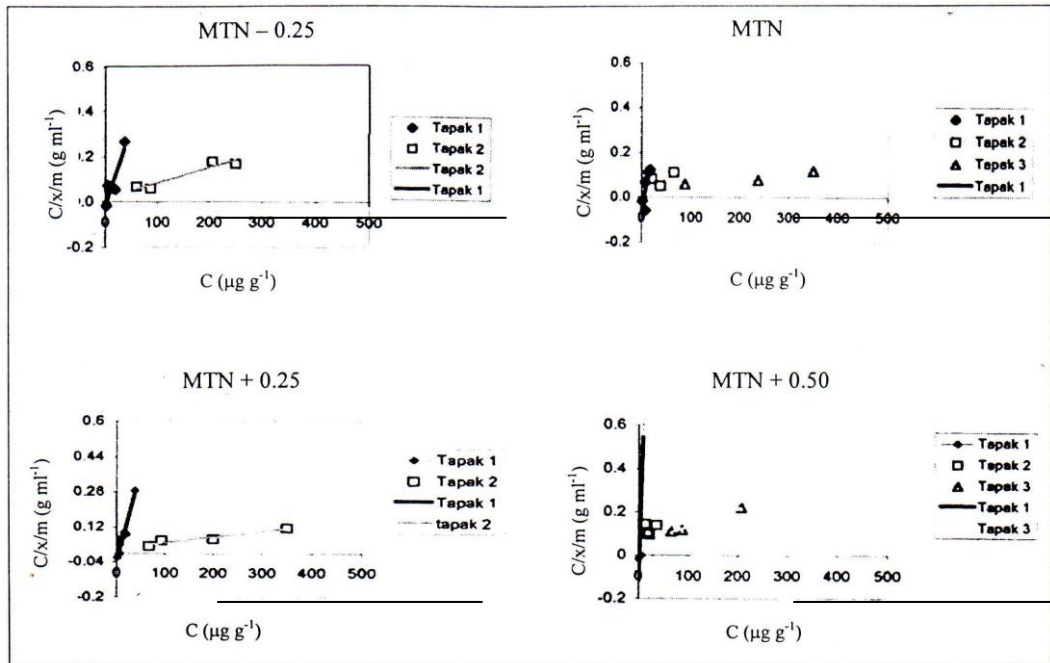 MTN – 0.25
0.6
0.4
0.2
0.0
-0.2
0 100 200 300 400 500
C/x/m (g ml⁻¹)
C (µg g⁻¹)
Tapak 1
Tapak 2
Tapak 2
Tapak 1
MTN
0.6
0.4
0.2
0.0
-0.2
0 100 200 300 400 500
C/x/m (g ml⁻¹)
C (µg g⁻¹)
Tapak 1
Tapak 2
Tapak 3
Tapak 1
MTN + 0.25
0.6
0.44
0.28
0.12
-0.04
-0.2
0 100 200 300 400 500
C/x/m (g ml⁻¹)
C (µg g⁻¹)
Tapak 1
Tapak 2
Tapak 1
tapak 2
MTN + 0.50
0.6
0.4
0.2
0
-0.2
0 100 200 300 400 500
C/x/m (g ml⁻¹)
C (µg g⁻¹)
Tapak 1
Tapak 2
Tapak 3
Tapak 1
Tapak 3